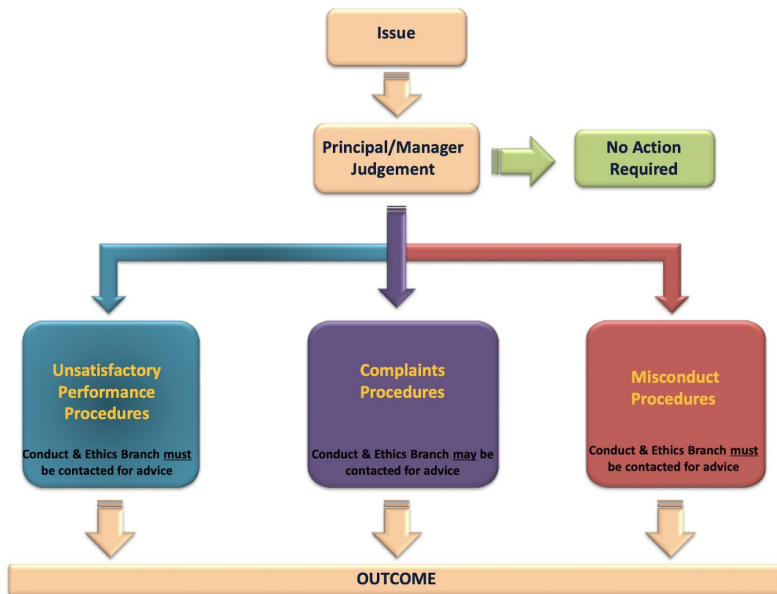 Issue
Principal/Manager
Judgement
No Action
Required
Unsatisfactory
Performance
Procedures
Conduct & Ethics Branch must
be contacted for advice
Complaints
Procedures
Conduct & Ethics Branch may be
contacted for advice
Misconduct
Procedures
Conduct & Ethics Branch must
be contacted for advice
OUTCOME